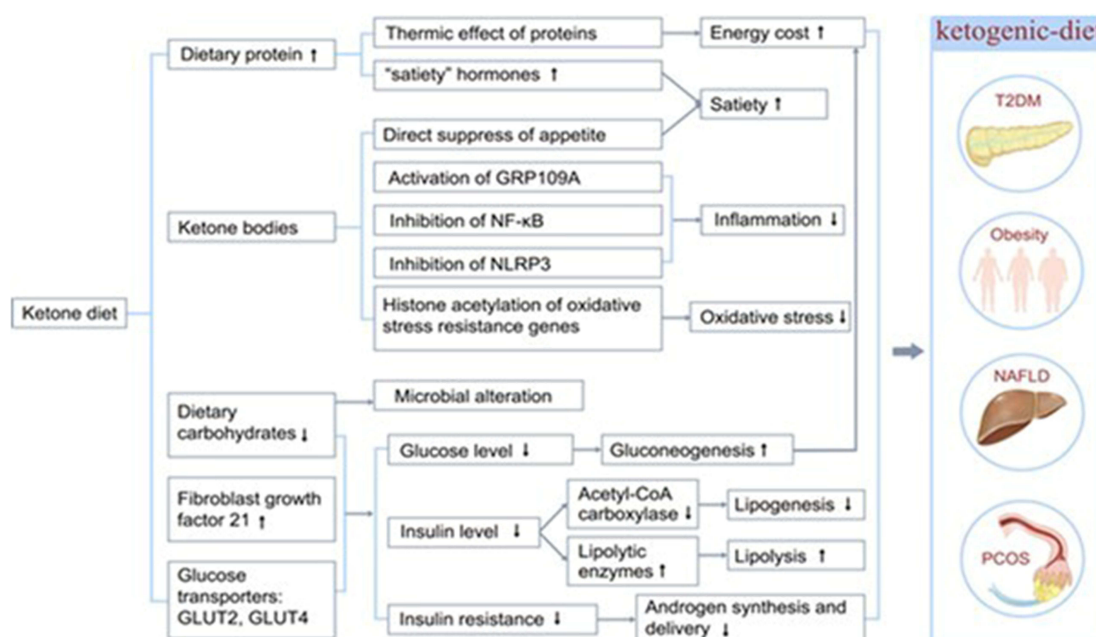 Ketone diet
Dietary protein ↑
Ketone bodies
Dietary
carbohydrates ↓
Fibroblast growth
factor 21 ↑
Glucose
transporters:
GLUT2, GLUT4
Thermic effect of proteins
“satiety” hormones ↑
Direct suppress of appetite
Activation of GRP109A
Inhibition of NF-κB
Inhibition of NLRP3
Histone acetylation of oxidative
stress resistance genes
Microbial alteration
Glucose level ↓
Insulin level ↓
Insulin resistance ↓
Energy cost ↑
Satiety ↑
Inflammation ↓
Oxidative stress ↓
Gluconeogenesis ↑
Acetyl-CoA
carboxylase ↓
Lipolytic
enzymes ↑
Lipogenesis ↓
Lipolysis ↑
Androgen synthesis and
delivery ↓
ketogenic-diet
T2DM
Obesity
NAFLD
PCOS